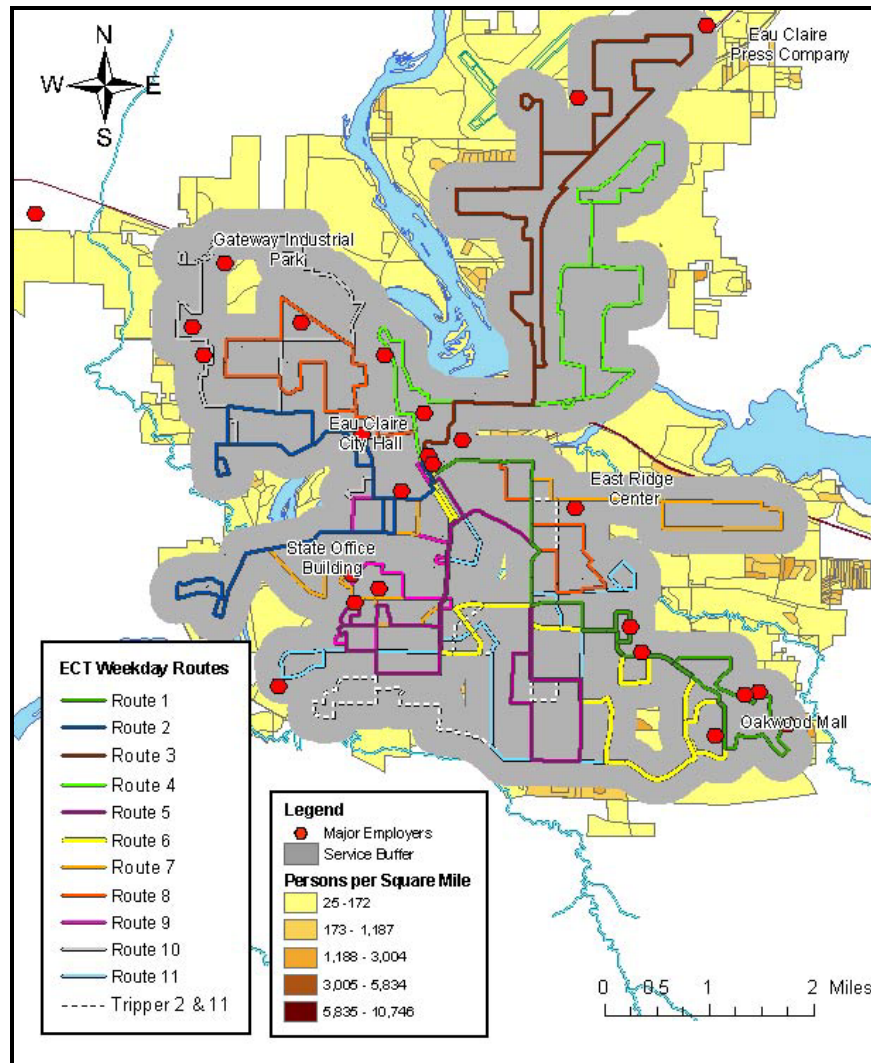 N
W E
S
Eau Claire
Press Company
Gateway Industrial
Park
Eau Claire
City Hall
East Ridge
Center
State Office
Building
Oakwood Mall
ECT Weekday Routes
Route 1
Route 2
Route 3
Route 4
Route 5
Route 6
Route 7
Route 8
Route 9
Route 10
Route 11
Tripper 2 & 11
Legend
Major Employers
Service Buffer
Persons per Square Mile
25 - 172
173 - 1,187
1,188 - 3,004
3,005 - 5,834
5,835 - 10,746
0 0.5 1 2 Miles